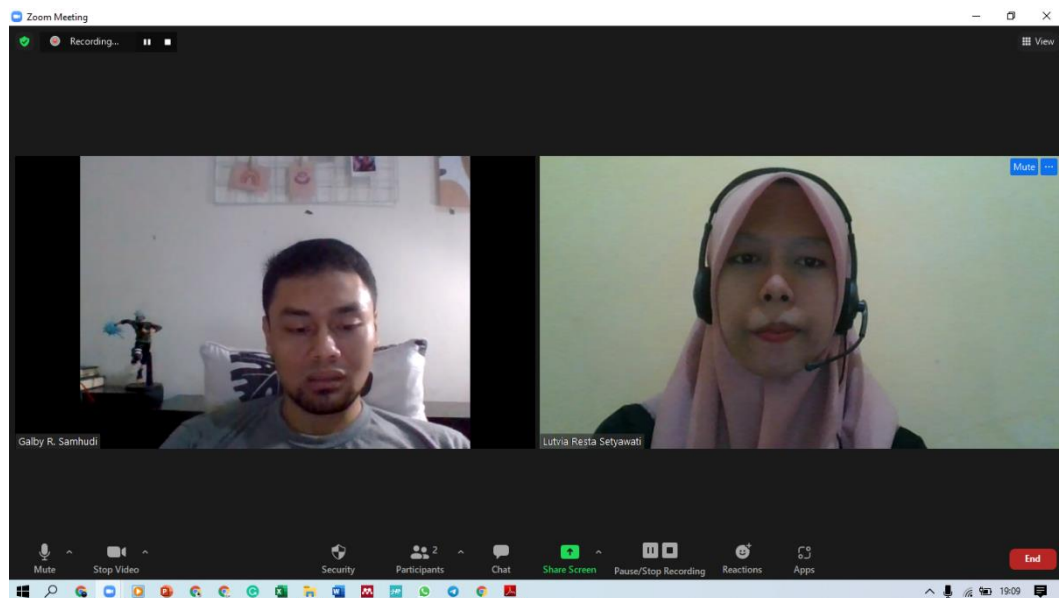 Zoom Meeting
Recording...
View
Mute
Galby R. Samhudi
Lutvia Resta Setyawati
Mute
Stop Video
Security
Participants
2
Chat
Share Screen
Pause/Stop Recording
Reactions
Apps
End
19:09